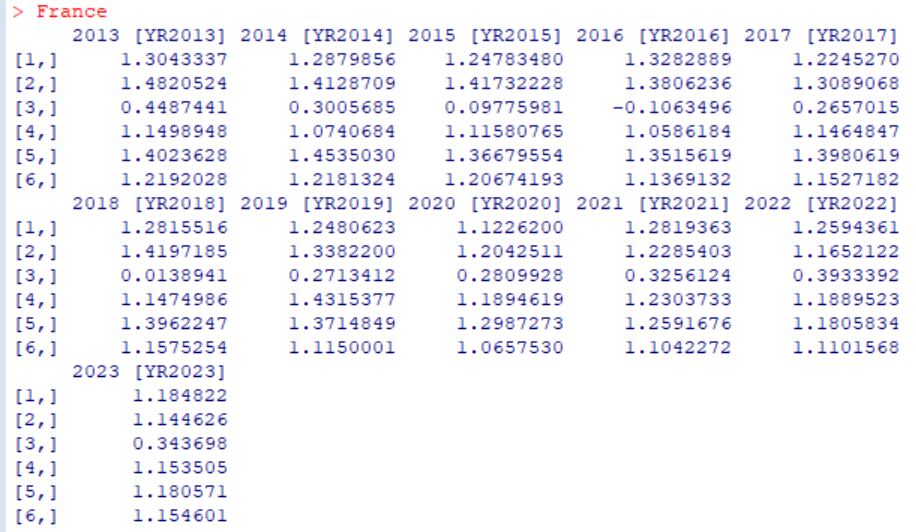 > France
     2013 [YR2013] 2014 [YR2014] 2015 [YR2015] 2016 [YR2016] 2017 [YR2017]
[1,]     1.3043337     1.2879856    1.24783480     1.3282889     1.2245270
[2,]     1.4820524     1.4128709    1.41732228     1.3806236     1.3089068
[3,]     0.4487441     0.3005685    0.09775981    -0.1063496     0.2657015
[4,]     1.1498948     1.0740684    1.11580765     1.0586184     1.1464847
[5,]     1.4023628     1.4535030    1.36679554     1.3515619     1.3980619
[6,]     1.2192028     1.2181324    1.20674193     1.1369132     1.1527182
     2018 [YR2018] 2019 [YR2019] 2020 [YR2020] 2021 [YR2021] 2022 [YR2022]
[1,]     1.2815516     1.2480623     1.1226200     1.2819363     1.2594361
[2,]     1.4197185     1.3382200     1.2042511     1.2285403     1.1652122
[3,]     0.0138941     0.2713412     0.2809928     0.3256124     0.3933392
[4,]     1.1474986     1.4315377     1.1894619     1.2303733     1.1889523
[5,]     1.3962247     1.3714849     1.2987273     1.2591676     1.1805834
[6,]     1.1575254     1.1150001     1.0657530     1.1042272     1.1101568
     2023 [YR2023]
[1,]      1.184822
[2,]      1.144626
[3,]      0.343698
[4,]      1.153505
[5,]      1.180571
[6,]      1.154601